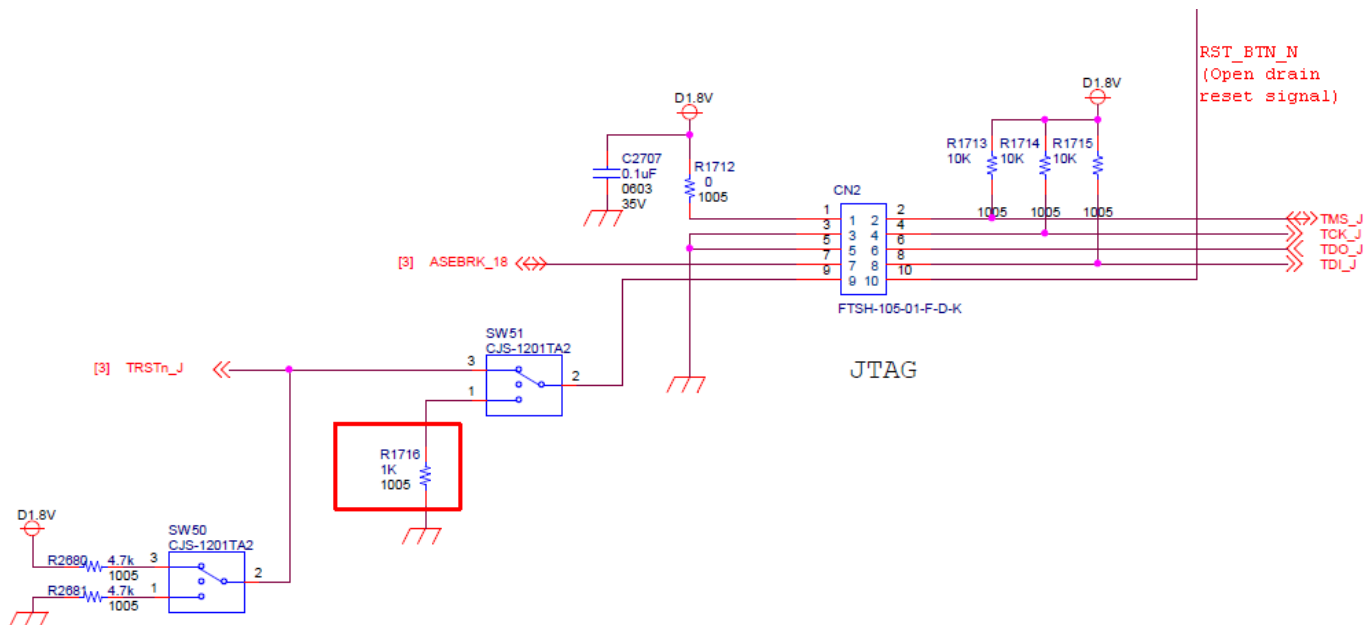 RST_BTN_N
(Open drain
reset signal)
D1.8V
D1.8V
C2707
0.1uF
0603
35V
R1712
0
1005
R1713
10K
R1714
10K
R1715
10K
1005
1005
1005
CN2
1
3
5
7
9
1 2
3 4
5 6
7 8
9 10
2
4
6
8
10
TMS_J
TCK_J
TDO_J
TDI_J
[3] ASEBRK_18
FTSH-105-01-F-D-K
JTAG
SW51
CJS-1201TA2
3
2
1
[3] TRSTn_J
R1716
1K
1005
D1.8V
SW50
CJS-1201TA2
R2680 4.7k 3
1005
2
R2681 4.7k 1
1005